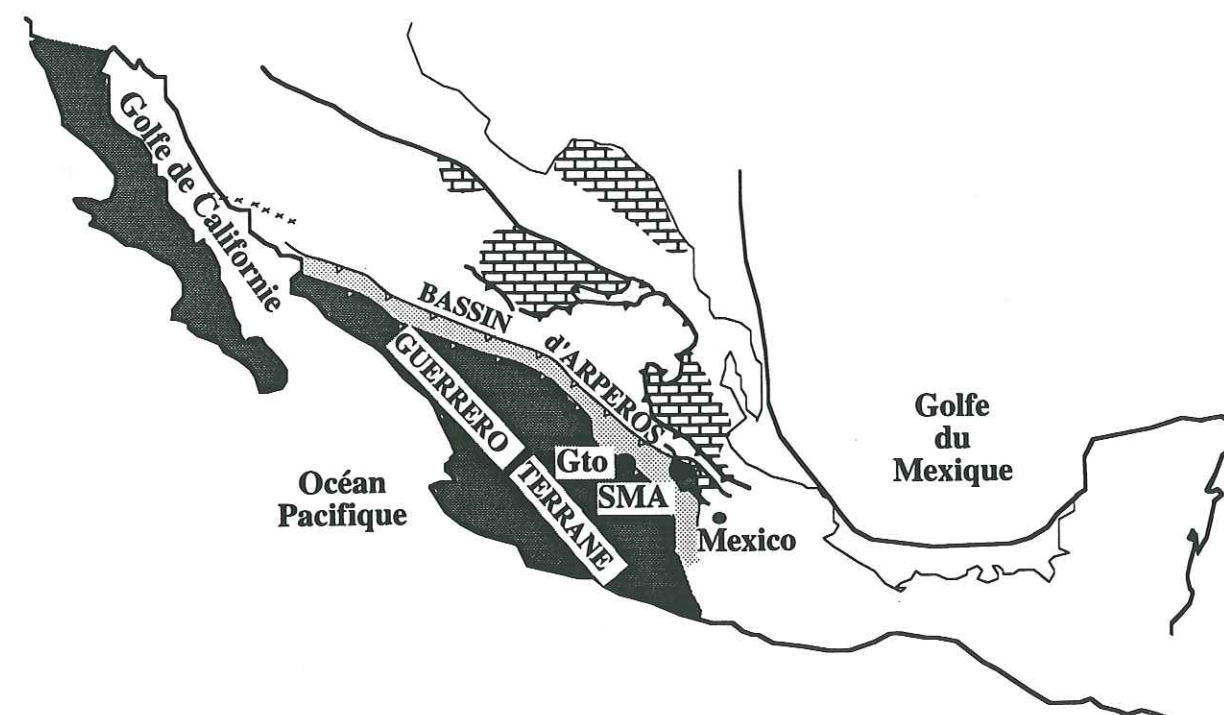 Golfe de Californie
BASSIN
d'ARPEROS
GUERRERO
TERRANE
Gto
SMA
Mexico
Océan
Pacifique
Golfe
du
Mexique